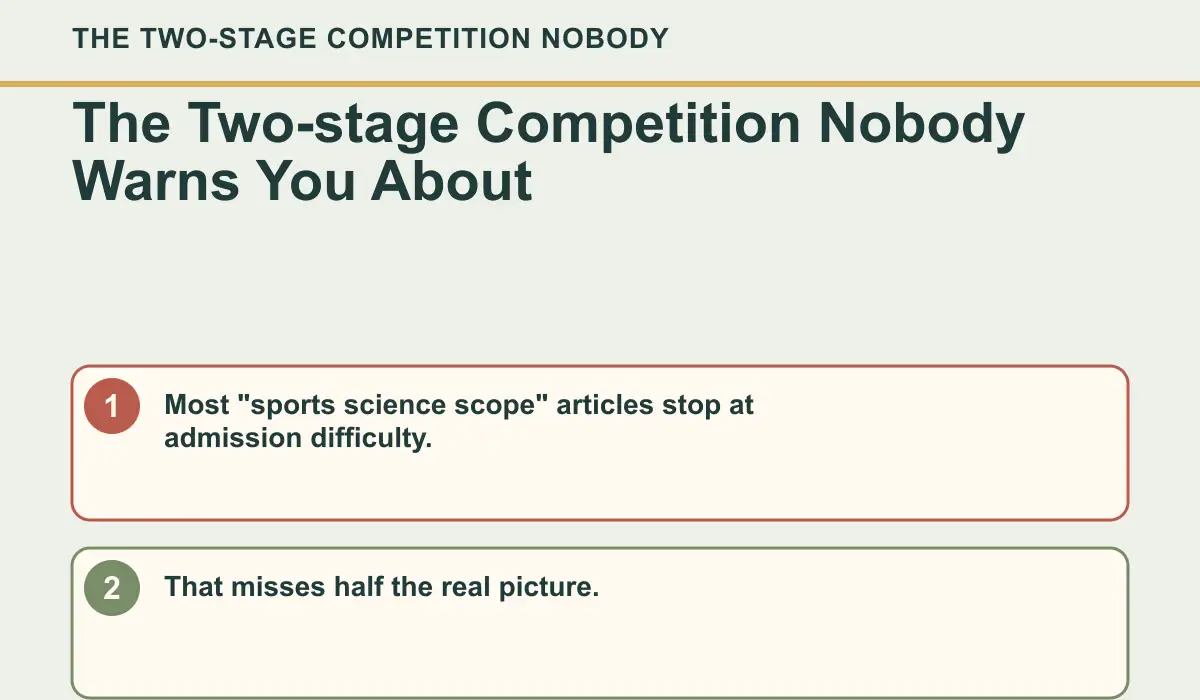 THE TWO-STAGE COMPETITION NOBODY
The Two-stage Competition Nobody
Warns You About
1
Most "sports science scope" articles stop at
admission difficulty.
2
That misses half the real picture.